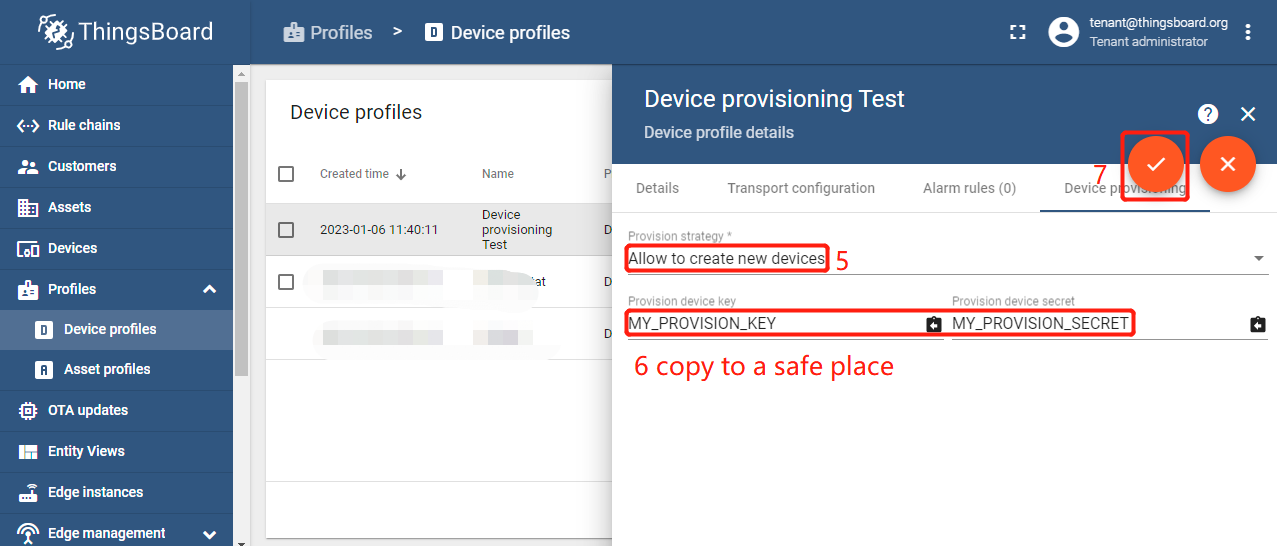 ThingsBoard
Profiles > D Device profiles
tenant@thingsboard.org
Tenant administrator
Home
Rule chains
Customers
Assets
Devices
Profiles
D Device profiles
A Asset profiles
OTA updates
Entity Views
Edge instances
Edge management
Device profiles
Created time Name P
2023-01-06 11:40:11 Device provisioning Test D
D
D
Device provisioning Test
Device profile details
?
7
Details Transport configuration Alarm rules (0) Device provisioning
Provision strategy *
Allow to create new devices 5
Provision device key Provision device secret
MY_PROVISION_KEY MY_PROVISION_SECRET
6 copy to a safe place